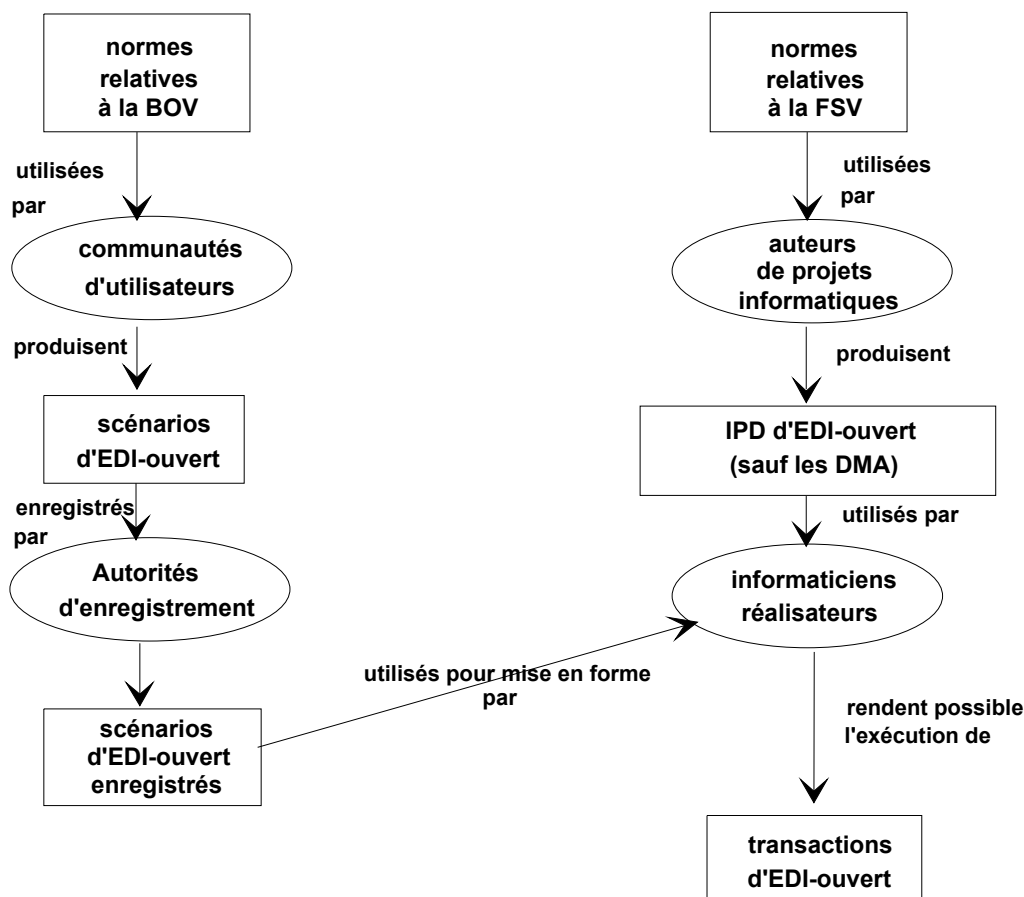 normes
relatives
à la BOV
utilisées
par
communautés
d'utilisateurs
produisent
scénarios
d'EDI-ouvert
enregistrés
par
Autorités
d'enregistrement
scénarios
d'EDI-ouvert
enregistrés
utilisés pour mise en forme
par
normes
relatives
à la FSV
utilisées
par
auteurs
de projets
informatiques
produisent
IPD d'EDI-ouvert
(sauf les DMA)
utilisés par
informaticiens
réalisateurs
rendent possible
l'exécution de
transactions
d'EDI-ouvert